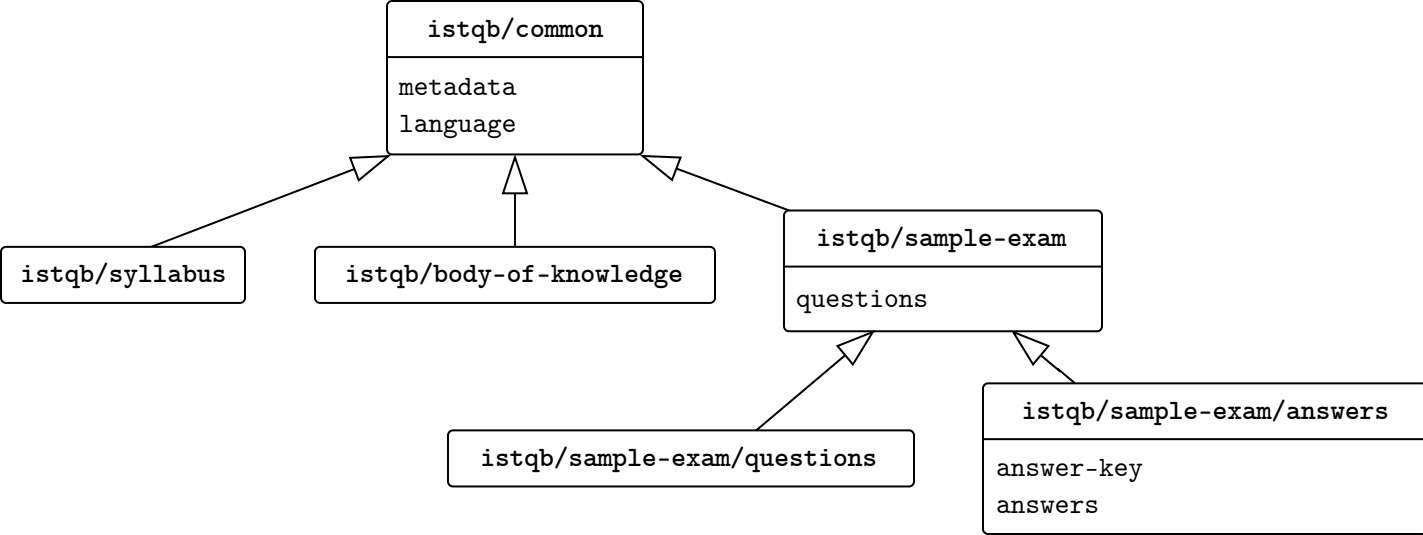 istqb/common
metadata
language
istqb/syllabus
istqb/body-of-knowledge
istqb/sample-exam
questions
istqb/sample-exam/questions
istqb/sample-exam/answers
answer-key
answers